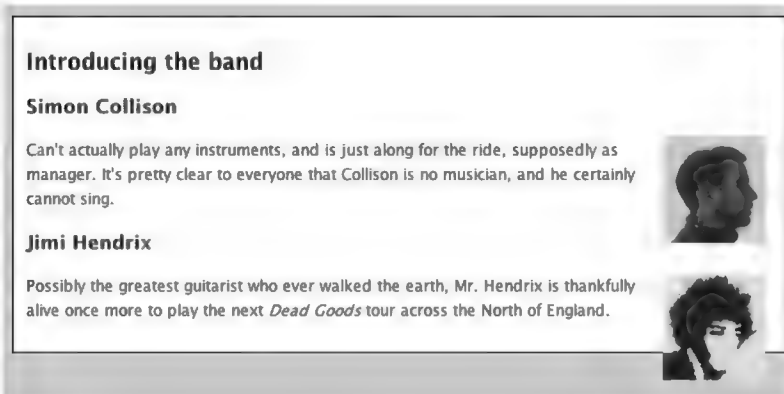 Introducing the band
Simon Collison
Can't actually play any instruments, and is just along for the ride, supposedly as
manager. It's pretty clear to everyone that Collison is no musician, and he certainly
cannot sing.
Jimi Hendrix
Possibly the greatest guitarist who ever walked the earth, Mr. Hendrix is thankfully
alive once more to play the next Dead Goods tour across the North of England.